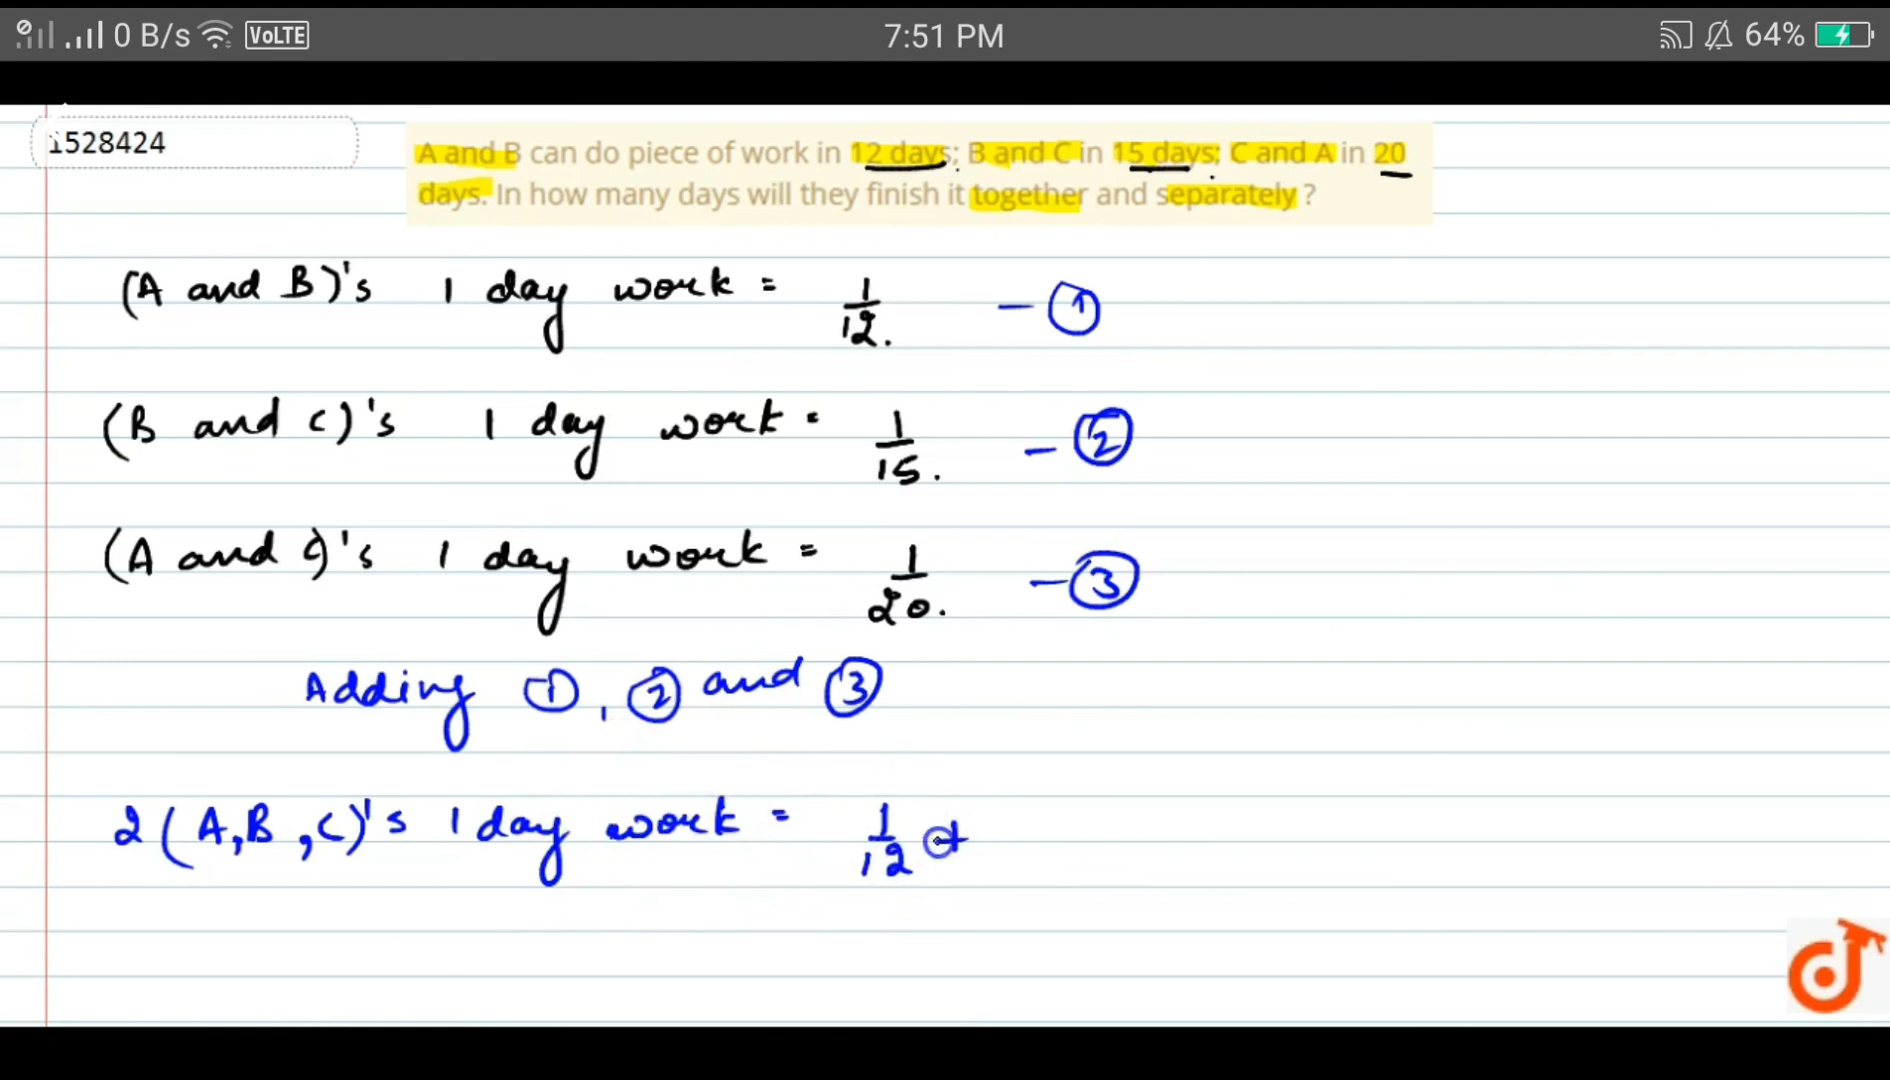 0 B/s VoLTE 7:51 PM 64%
1528424
A and B can do piece of work in 12 days; B and C in 15 days; C and A in 20
days. In how many days will they finish it together and separately ?
(A and B)'s 1 day work = 1/12. - ①
(B and C)'s 1 day work = 1/15. - ②
(A and C)'s 1 day work = 1/20. - ③
Adding ①, ② and ③
2(A,B,C)'s 1 day work = 1/12 +